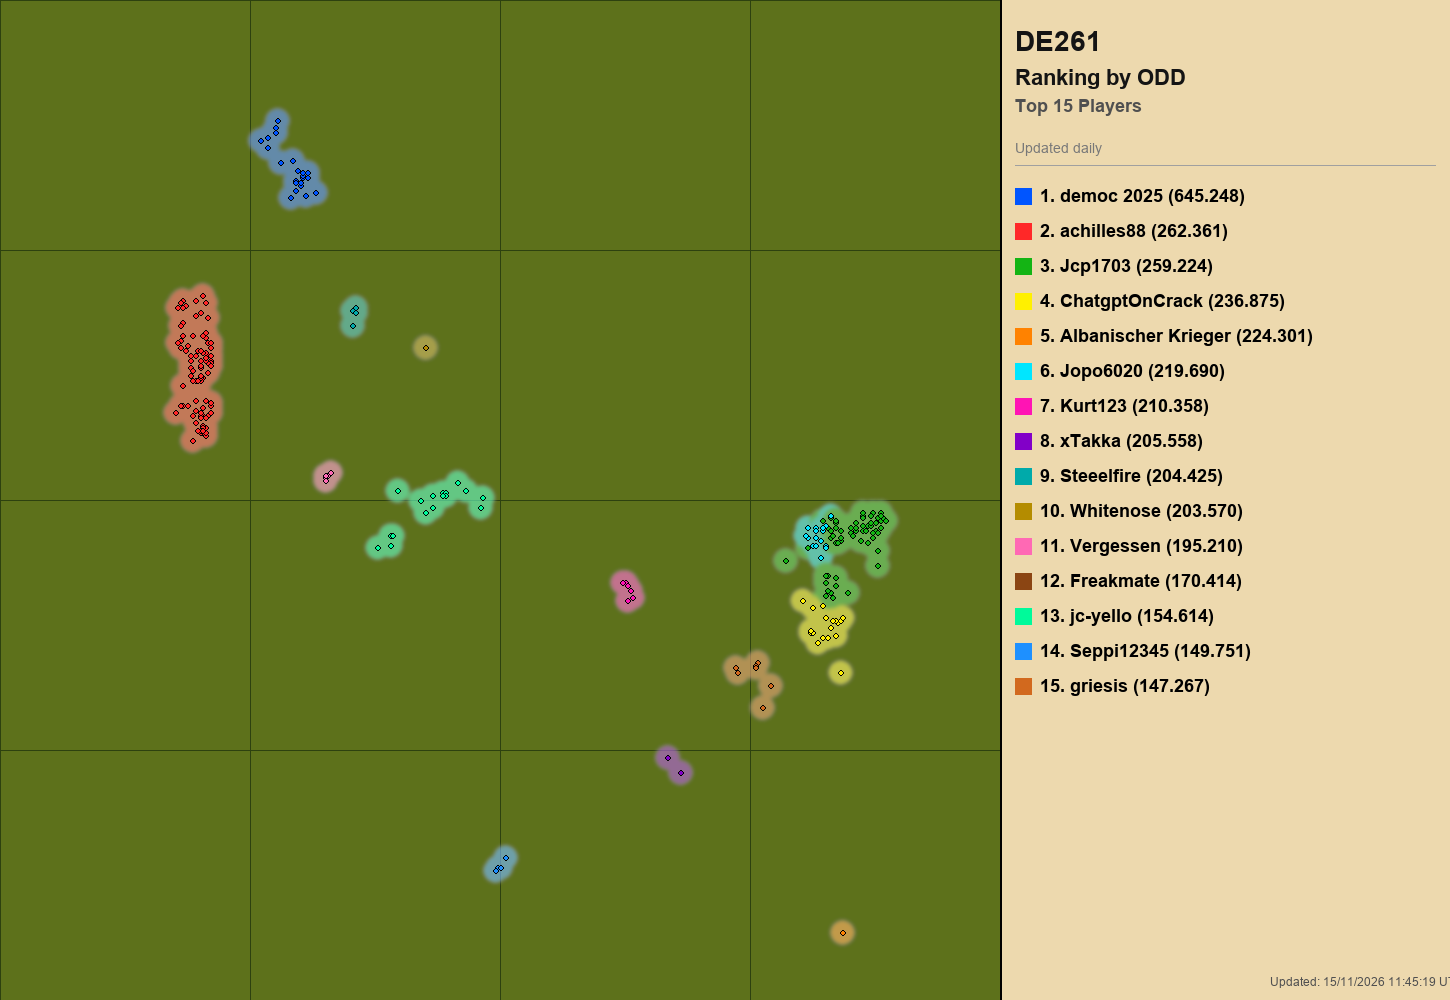 DE261
Ranking by ODD
Top 15 Players
Updated daily
1. democ 2025 (645.248)
2. achilles88 (262.361)
3. Jcp1703 (259.224)
4. ChatgptOnCrack (236.875)
5. Albanischer Krieger (224.301)
6. Jopo6020 (219.690)
7. Kurt123 (210.358)
8. xTakka (205.558)
9. Steeelfire (204.425)
10. Whitenose (203.570)
11. Vergessen (195.210)
12. Freakmate (170.414)
13. jc-yello (154.614)
14. Seppi12345 (149.751)
15. griesis (147.267)
Updated: 15/11/2026 11:45:19